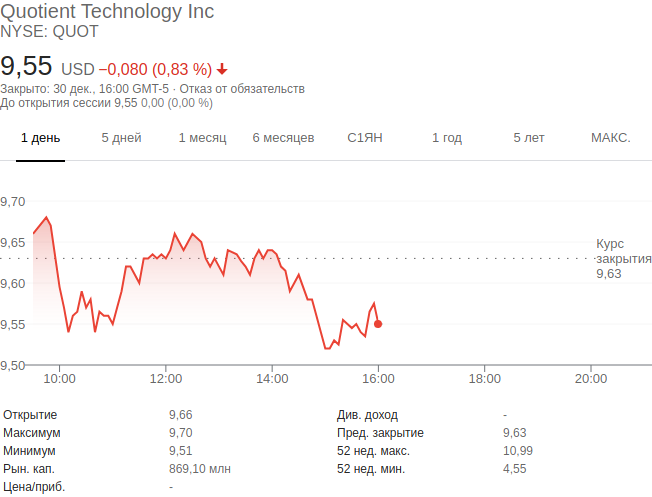 Quotient Technology Inc
NYSE: QUOT
9,55 USD −0,080 (0,83 %)
Закрыто: 30 дек., 16:00 GMT-5 · Отказ от обязательств
До открытия сессии 9,55 0,00 (0,00 %)
1 день 5 дней 1 месяц 6 месяцев С1ЯН 1 год 5 лет МАКС.
9,70
9,65
9,60
9,55
9,50
Курс
закрытия
9,63
10:00 12:00 14:00 16:00 18:00 20:00
Открытие 9,66 Див. доход -
Максимум 9,70 Пред. закрытие 9,63
Минимум 9,51 52 нед. макс. 10,99
Рын. кап. 869,10 млн 52 нед. мин. 4,55
Цена/приб. -